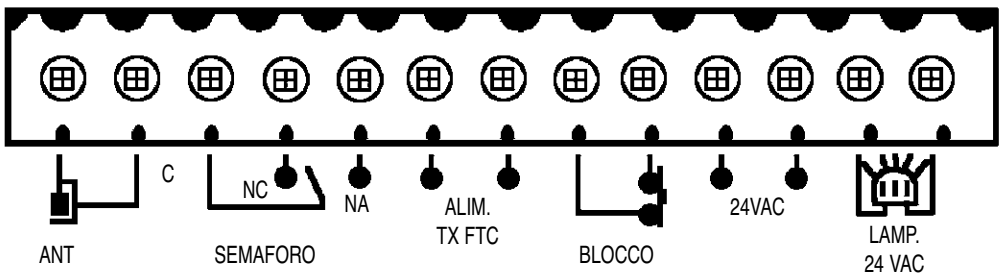 C
NC
NA
ANT
SEMAFORO
ALIM.
TX FTC
BLOCCO
24VAC
LAMP.
24 VAC